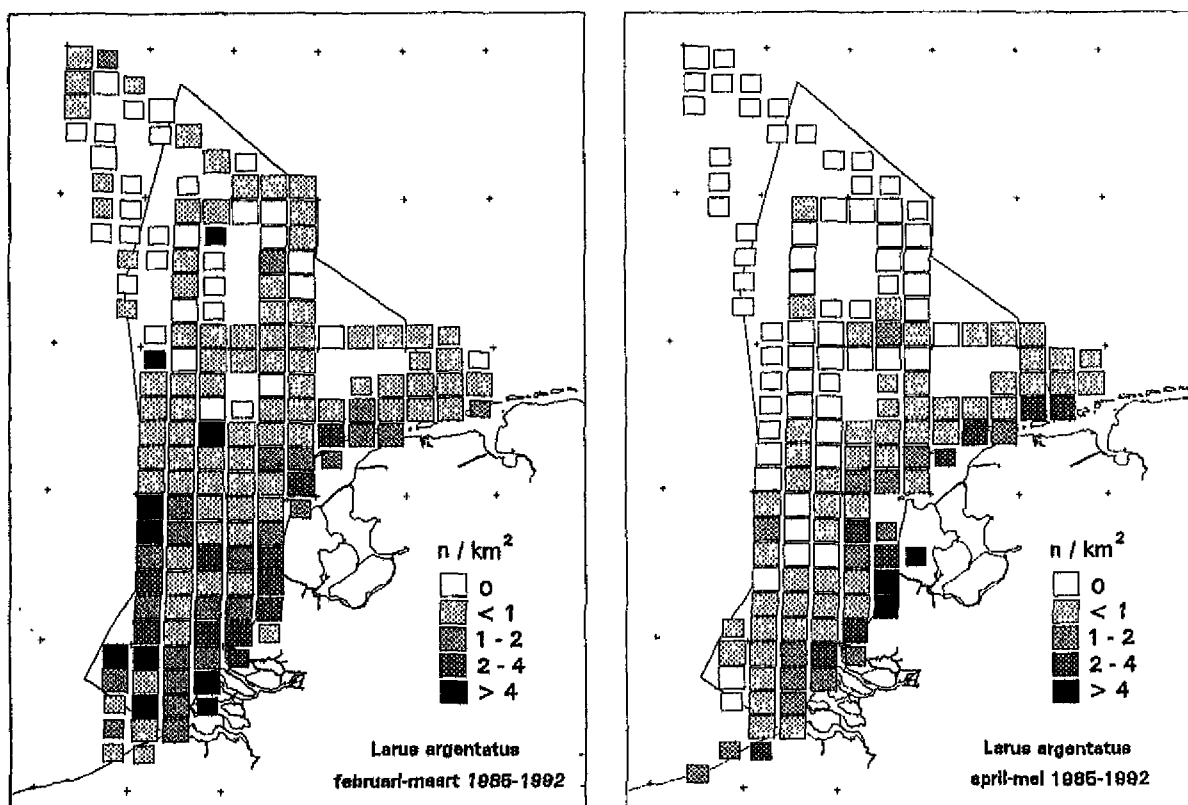 n / km²
0
< 1
1 - 2
2 - 4
> 4
Larus argentatus
februari-maart 1985-1992
n / km²
0
< 1
1 - 2
2 - 4
> 4
Larus argentatus
april-mei 1985-1992